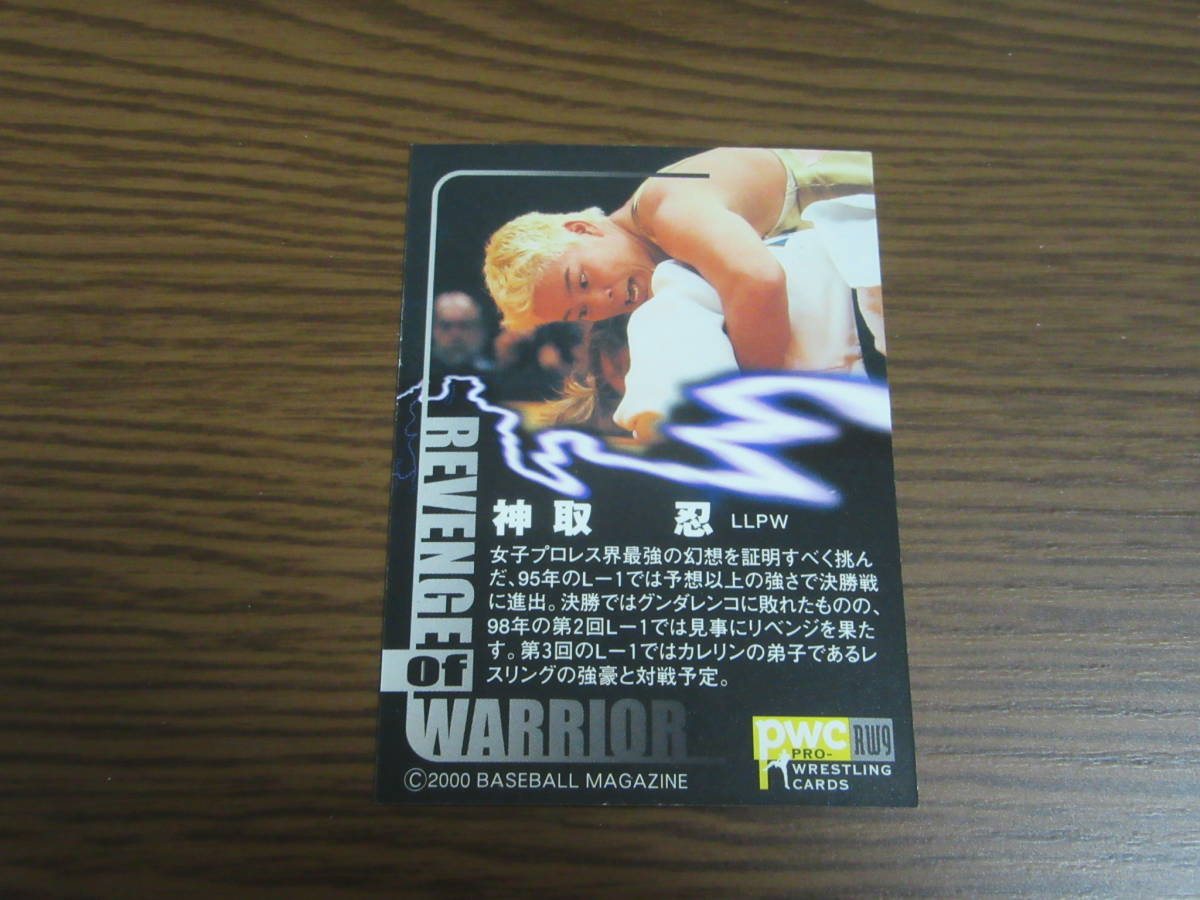 REVENGE
Of
WARRIOR
神取 忍 LLPW
女子プロレス界最強の幻想を証明すべく挑ん
だ、95年のL－1では予想以上の強さで決勝戦
に進出。決勝ではグンダレンコに敗れたものの、
98年の第2回L－1では見事にリベンジを果た
す。第3回のL－1ではカレリンの弟子であるレ
スリングの強豪と対戦予定。
©2000 BASEBALL MAGAZINE
pwc RW9
PRO-
WRESTLING
CARDS